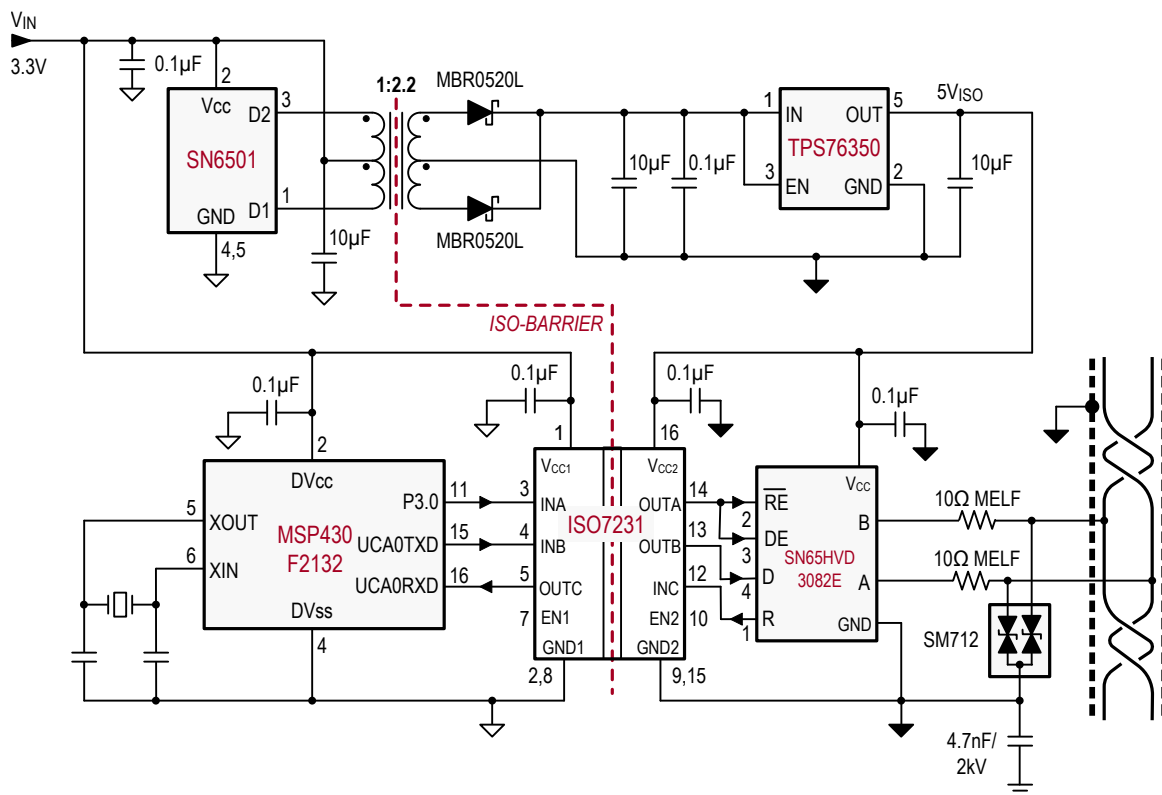 VIN
3.3V
0.1µF
2
Vcc
D2
3
SN6501
D1
1
GND
4,5
10µF
1:2.2
MBR0520L
MBR0520L
10µF
0.1µF
1
IN
OUT
5
TPS76350
3
EN
GND
2
5VISO
10µF
ISO-BARRIER
0.1µF
2
DVcc
5
XOUT
6
XIN
MSP430
F2132
P3.0
11
UCA0TXD
15
UCA0RXD
16
DVss
4
0.1µF
1
VCC1
3
INA
4
INB
5
OUTC
7
EN1
GND1
2,8
ISO7231
0.1µF
16
VCC2
OUTA
14
OUTB
13
INC
12
EN2
10
GND2
9,15
0.1µF
VCC
RE
2
DE
3
D
4
R
1
SN65HVD
3082E
B
A
GND
10Ω MELF
10Ω MELF
SM712
4.7nF/
2kV